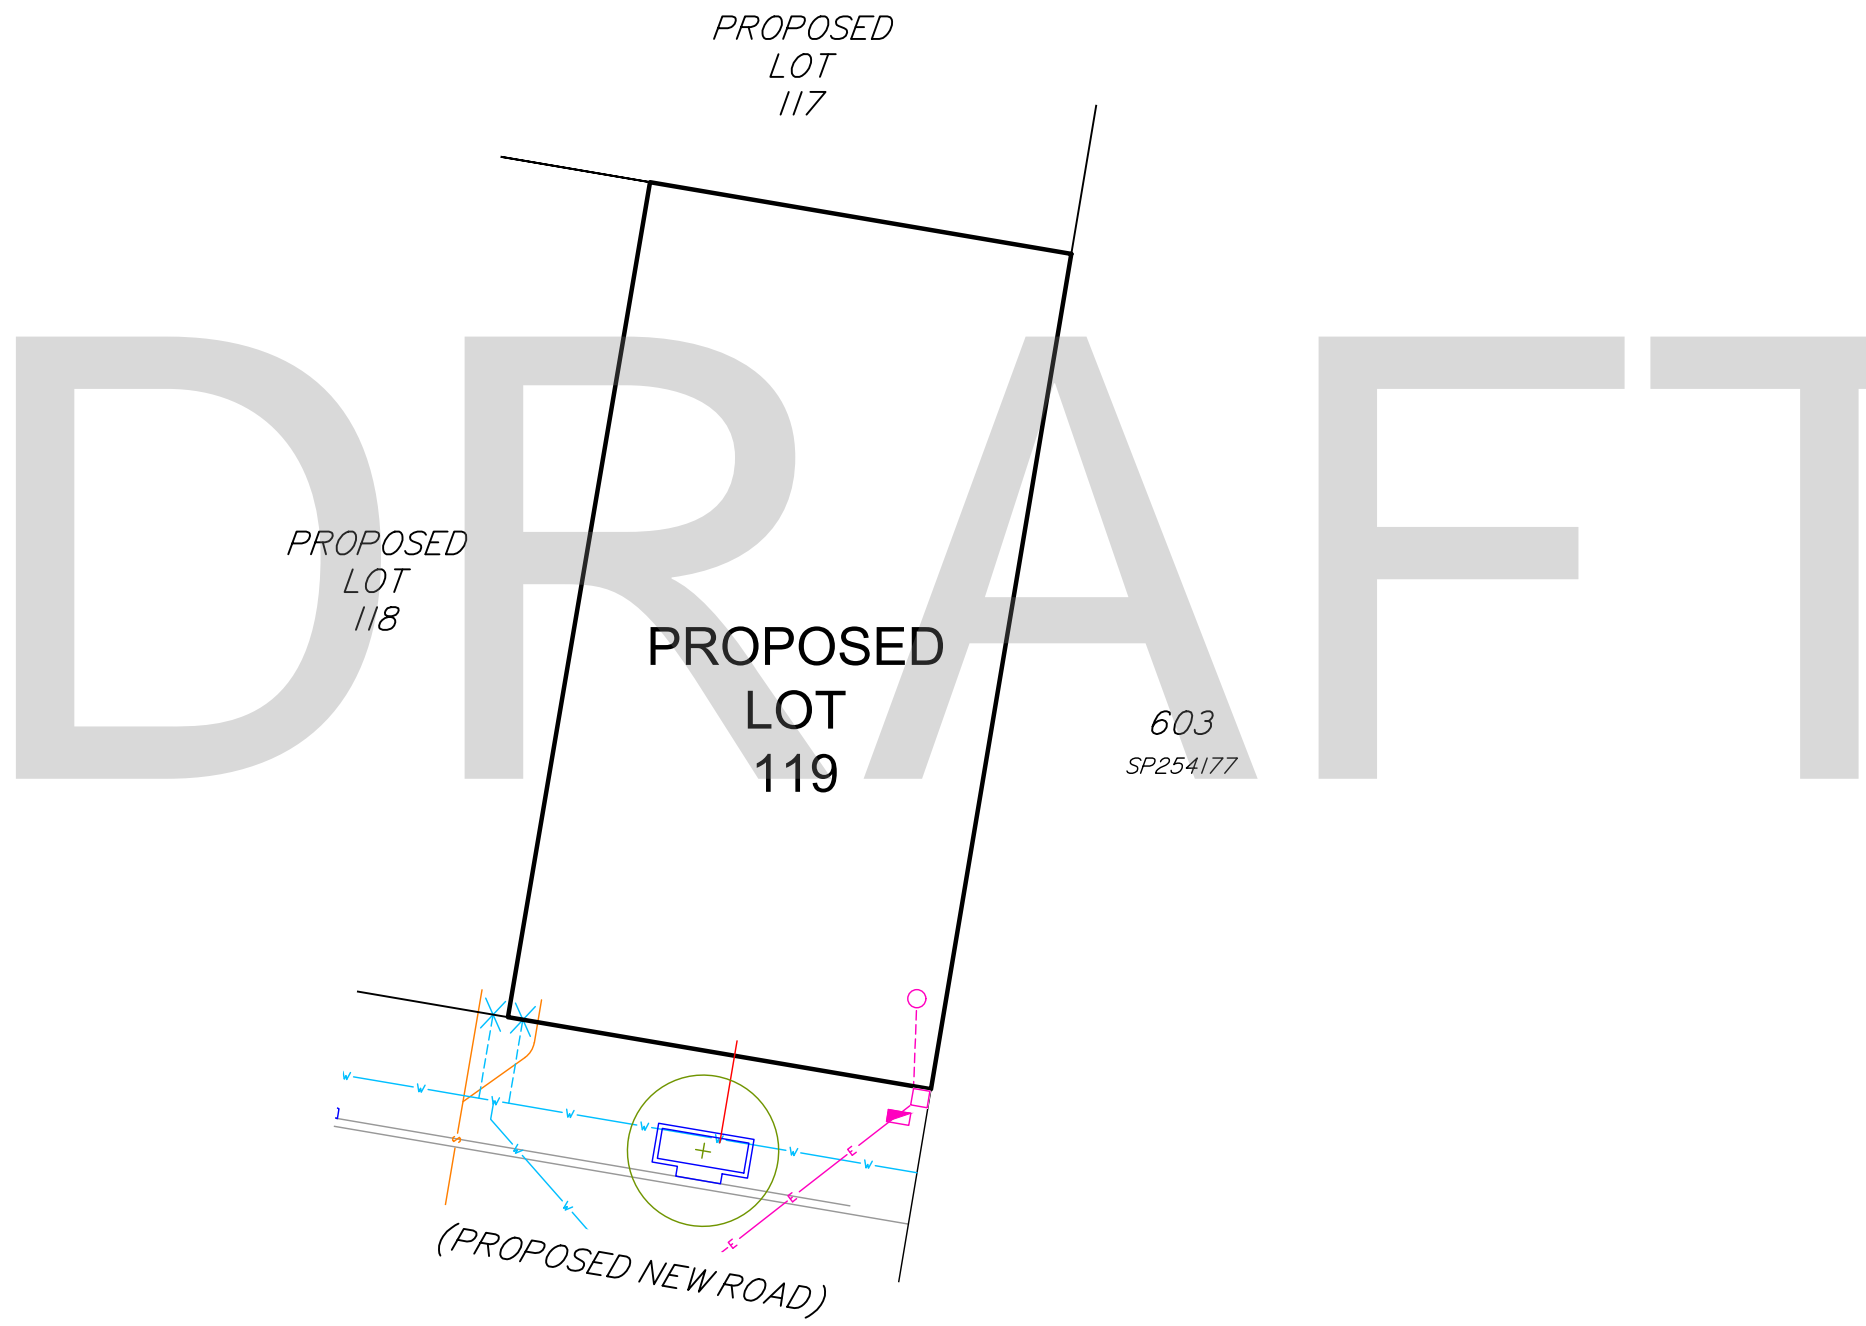 PROPOSED
LOT
117
DRAFT
PROPOSED
LOT
118
PROPOSED
LOT
119
603
SP254177
W W W W W W W W
W
W
S
E
E
E
(PROPOSED NEW ROAD)